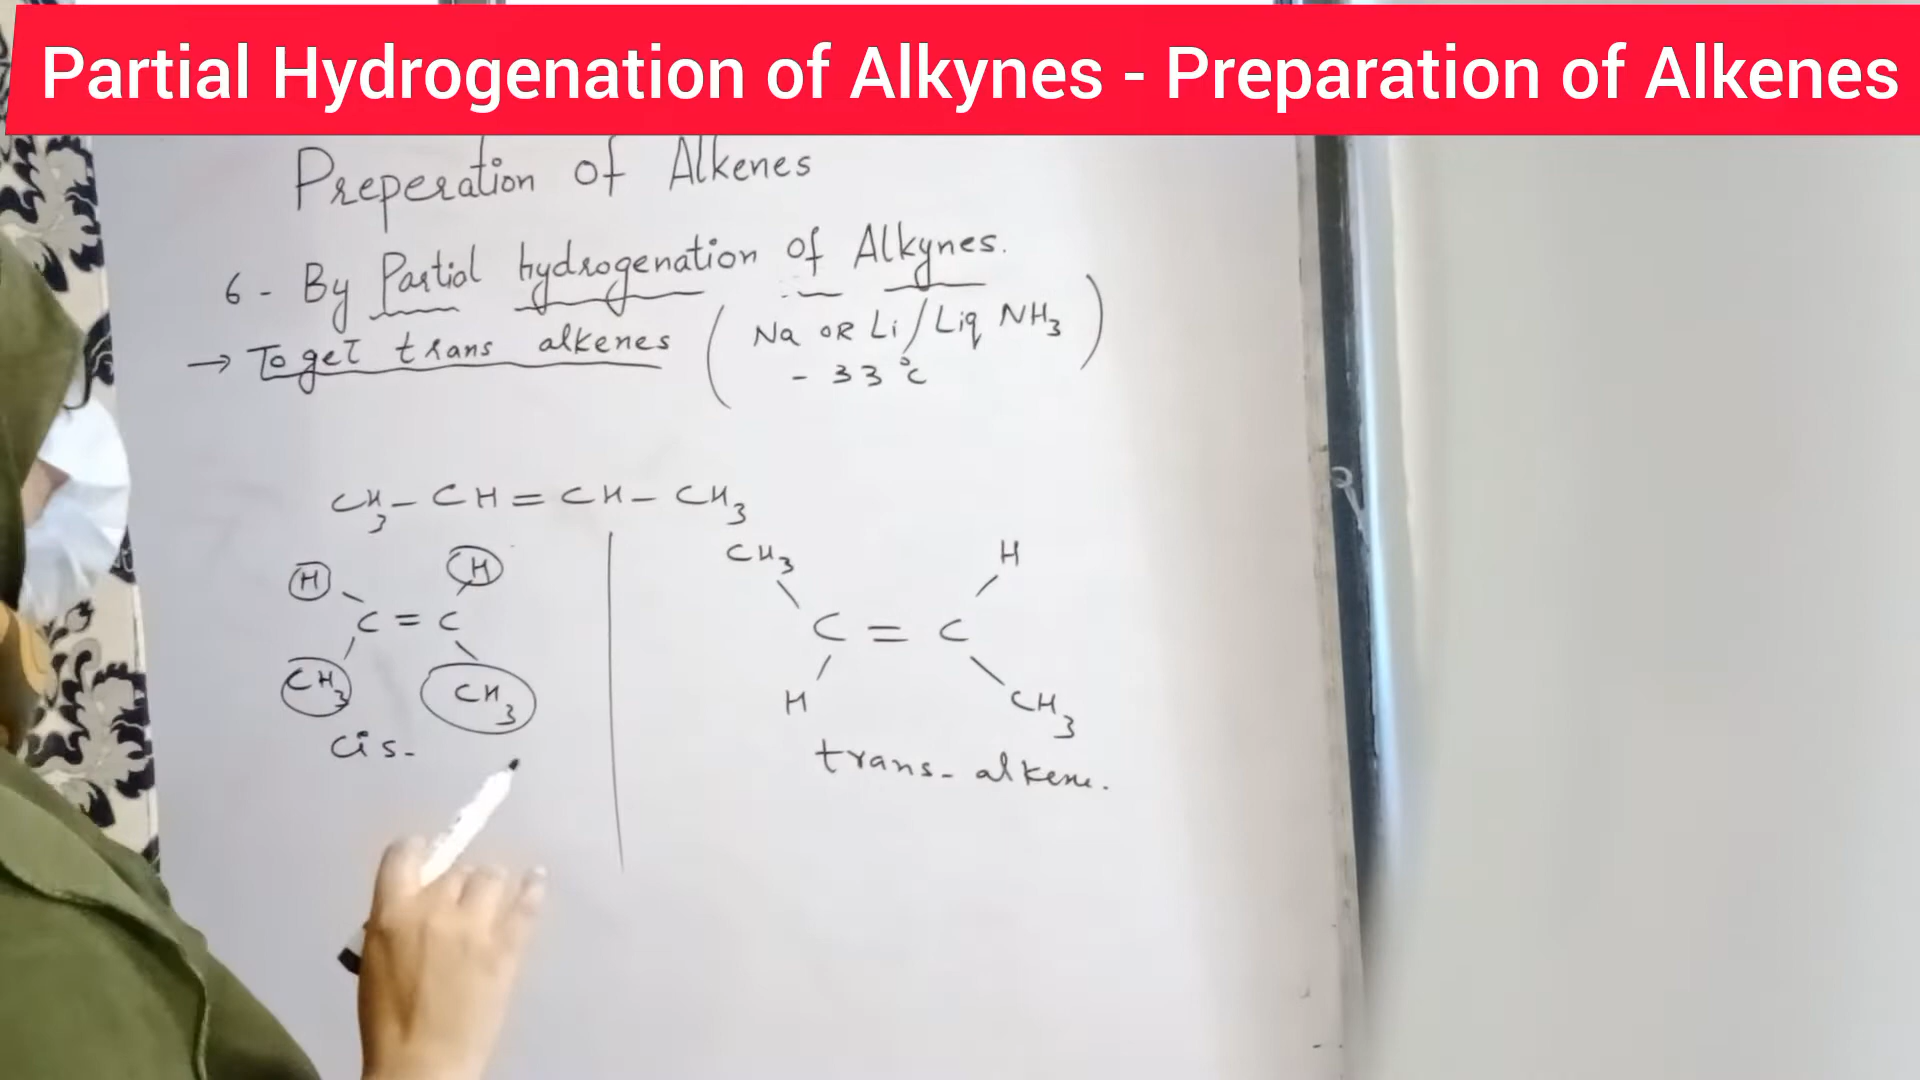 Partial Hydrogenation of Alkynes - Preparation of Alkenes
Preperation of Alkenes
6 - By Partial hydrogenation of Alkynes.
→ To get trans alkenes ( Na OR Li / Liq NH₃
- 33 °C )
CH₃ - CH = CH - CH₃
H H
C = C
CH₃ CH₃
cis-
CH₃ H
C = C
H CH₃
trans- alkene.